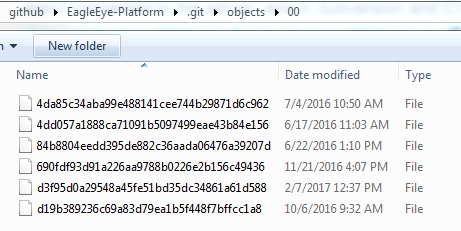 github ▸ EagleEye-Platform ▸ .git ▸ objects ▸ 00
New folder
Name Date modified Type
4da85c34aba99e488141cee744b29871d6c962 7/4/2016 10:50 AM File
4dd057a1888ca71091b5097499eae43b84e156 6/17/2016 11:03 AM File
84b8804eedd395de882c36aada06476a39207d 6/22/2016 1:10 PM File
690fdf93d91a226aa9788b0226e2b156c49436 11/21/2016 4:07 PM File
d3f95d0a29548a45fe51bd35dc34861a61d588 2/7/2017 12:37 PM File
d19b389236c69a83d79ea1b5f448f7bffcc1a8 10/6/2016 9:32 AM File